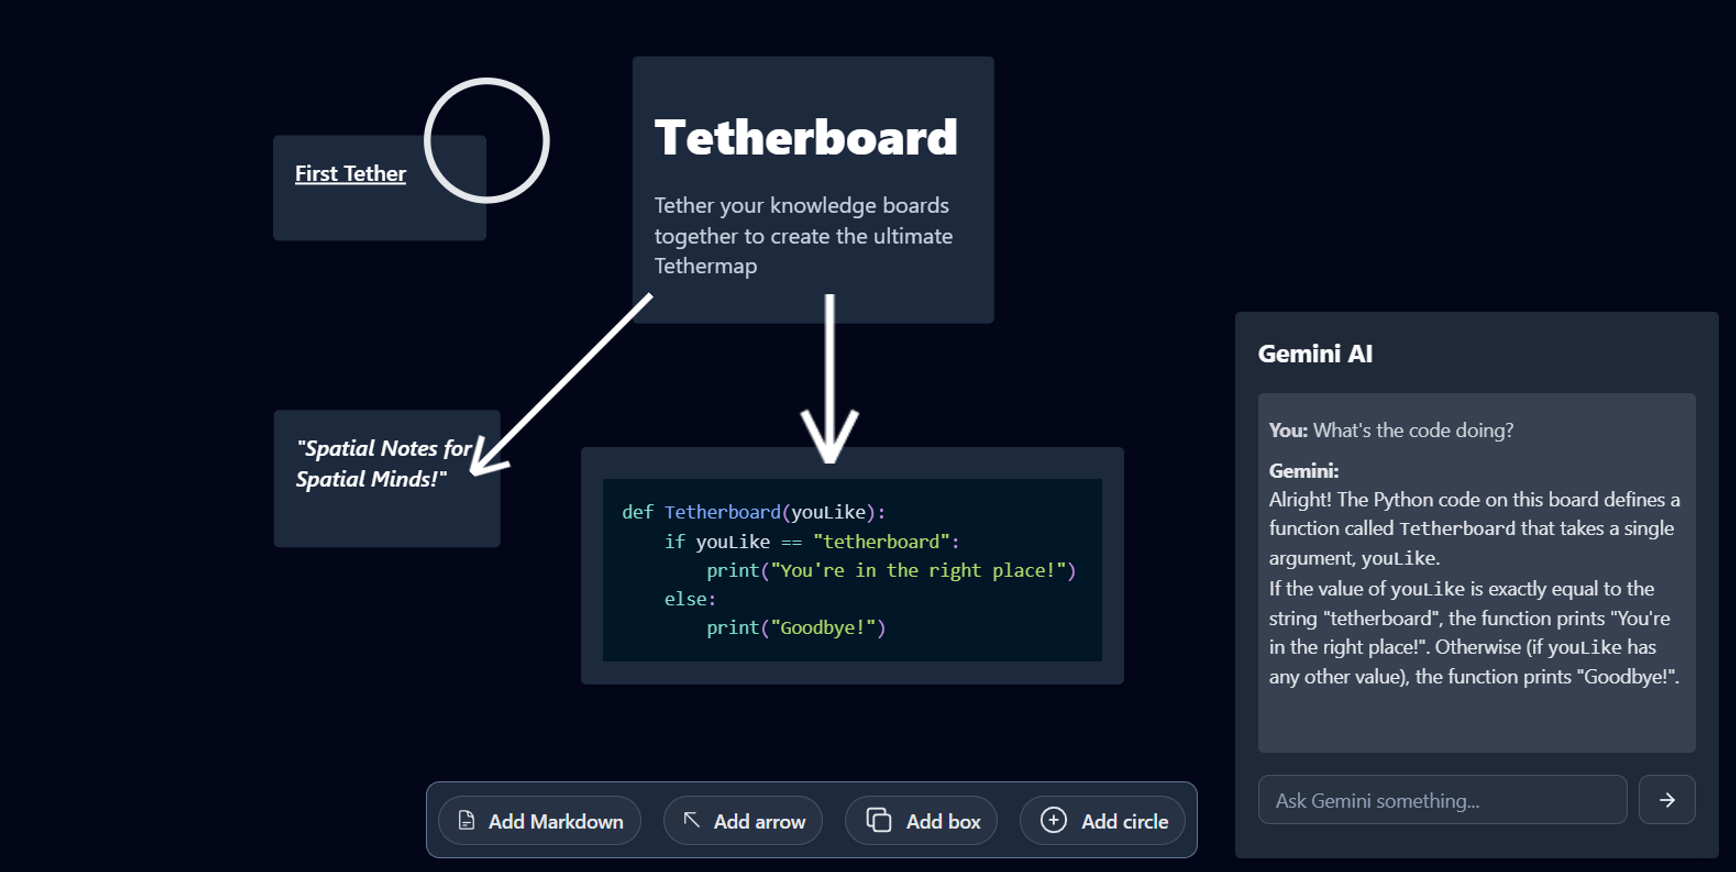 First Tether
Tetherboard
Tether your knowledge boards
together to create the ultimate
Tethermap
"Spatial Notes for
Spatial Minds!"
def Tetherboard(youLike):
    if youLike == "tetherboard":
        print("You're in the right place!")
    else:
        print("Goodbye!")
Gemini AI
You: What's the code doing?
Gemini:
Alright! The Python code on this board defines a
function called Tetherboard that takes a single
argument, youLike.
If the value of youLike is exactly equal to the
string "tetherboard", the function prints "You're
in the right place!". Otherwise (if youLike has
any other value), the function prints "Goodbye!".
Ask Gemini something...
Add Markdown
Add arrow
Add box
Add circle